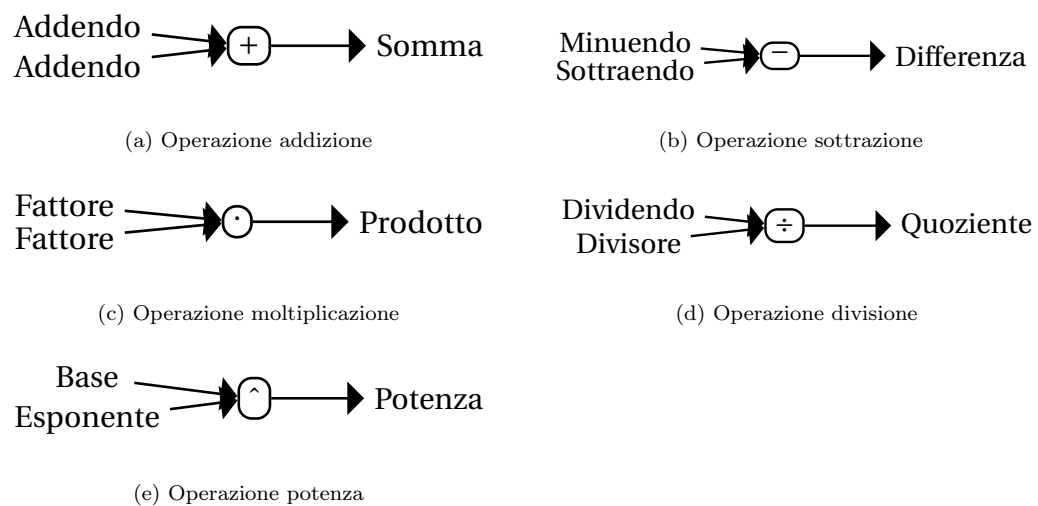 Addendo
Addendo
+
Somma
(a) Operazione addizione
Minuendo
Sottraendo
−
Differenza
(b) Operazione sottrazione
Fattore
Fattore
·
Prodotto
(c) Operazione moltiplicazione
Dividendo
Divisore
÷
Quoziente
(d) Operazione divisione
Base
Esponente
^
Potenza
(e) Operazione potenza